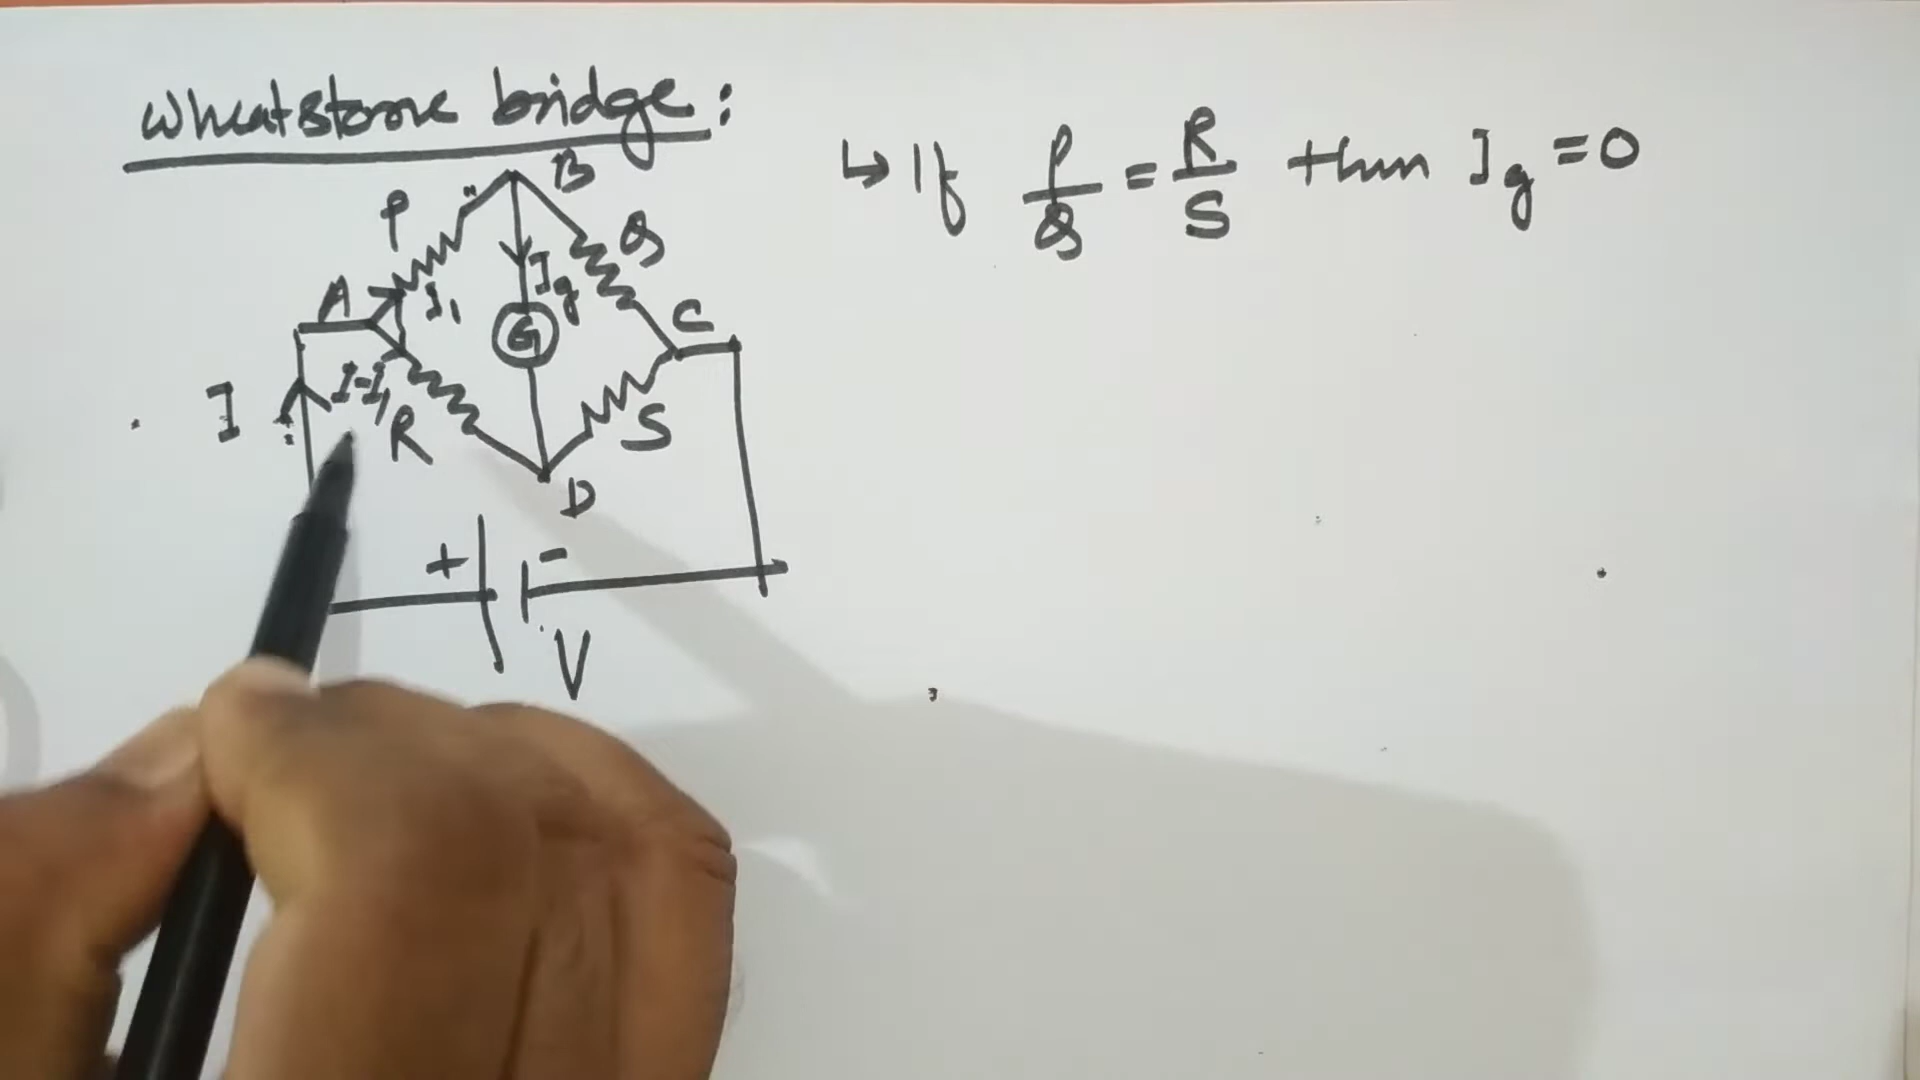 Wheatstone bridge:
↳ If P/Q = R/S then Ig = 0
B
P
Q
A
I1
Ig
C
G
I
I-I1
R
S
D
+
-
V